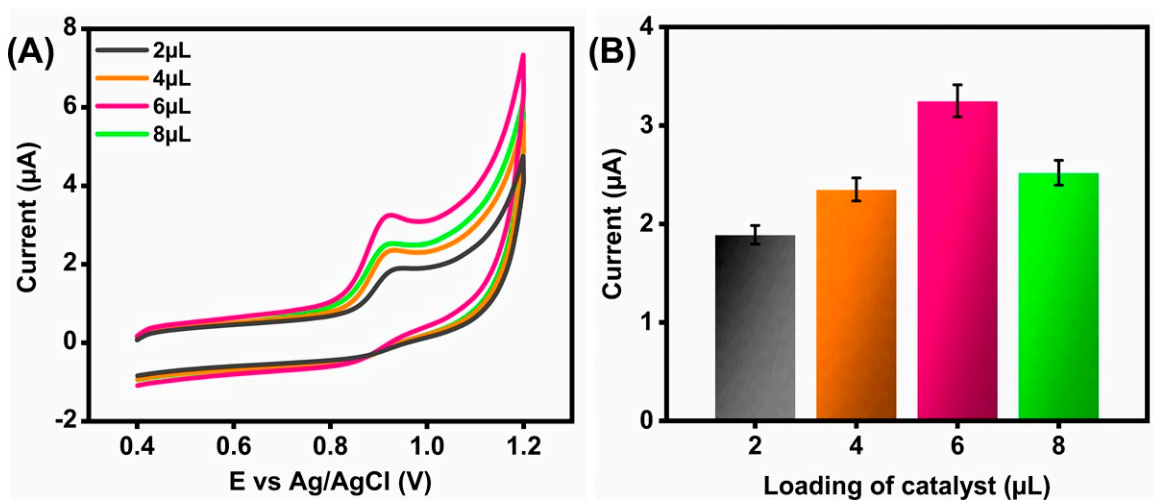 (A)
8
6
4
2
0
-2
2µL
4µL
6µL
8µL
Current (µA)
0.4 0.6 0.8 1.0 1.2
E vs Ag/AgCl (V)
(B)
4
3
2
1
0
Current (µA)
2 4 6 8
Loading of catalyst (µL)